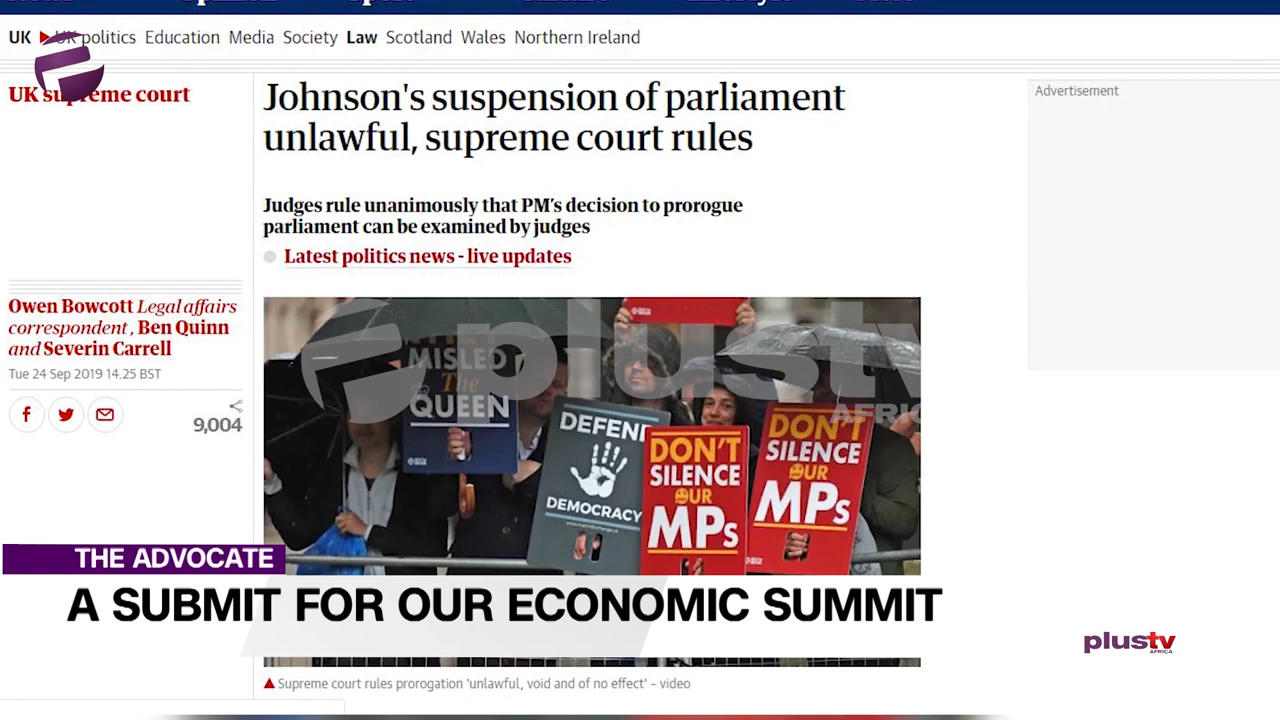 UK UK politics Education Media Society Law Scotland Wales Northern Ireland
UK supreme court
Johnson's suspension of parliament
unlawful, supreme court rules
Advertisement
Judges rule unanimously that PM's decision to prorogue
parliament can be examined by judges
Latest politics news - live updates
Owen Bowcott Legal affairs
correspondent, Ben Quinn
and Severin Carrell
Tue 24 Sep 2019 14.25 BST
9,004
plustv
AFRIC
MISLED
The
QUEEN
DEFEND
DEMOCRACY
DON'T
SILENCE
OUR
MPs
DON'T
SILENCE
OUR
MPs
THE ADVOCATE
A SUBMIT FOR OUR ECONOMIC SUMMIT
plustv
AFRICA
Supreme court rules prorogation 'unlawful, void and of no effect' – video